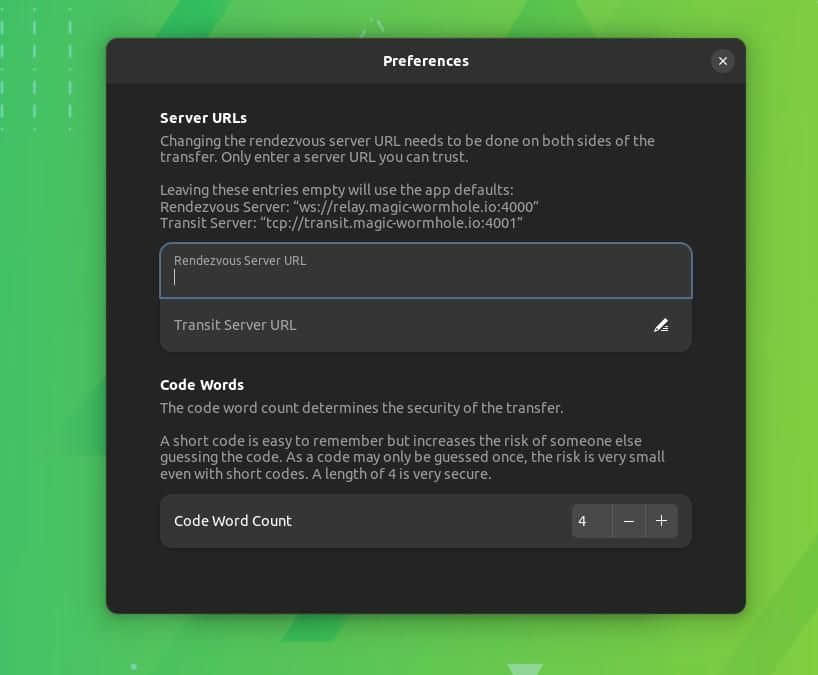 Preferences
Server URLs
Changing the rendezvous server URL needs to be done on both sides of the
transfer. Only enter a server URL you can trust.
Leaving these entries empty will use the app defaults:
Rendezvous Server: “ws://relay.magic-wormhole.io:4000”
Transit Server: “tcp://transit.magic-wormhole.io:4001”
Rendezvous Server URL
Transit Server URL
Code Words
The code word count determines the security of the transfer.
A short code is easy to remember but increases the risk of someone else
guessing the code. As a code may only be guessed once, the risk is very small
even with short codes. A length of 4 is very secure.
Code Word Count 4 − +